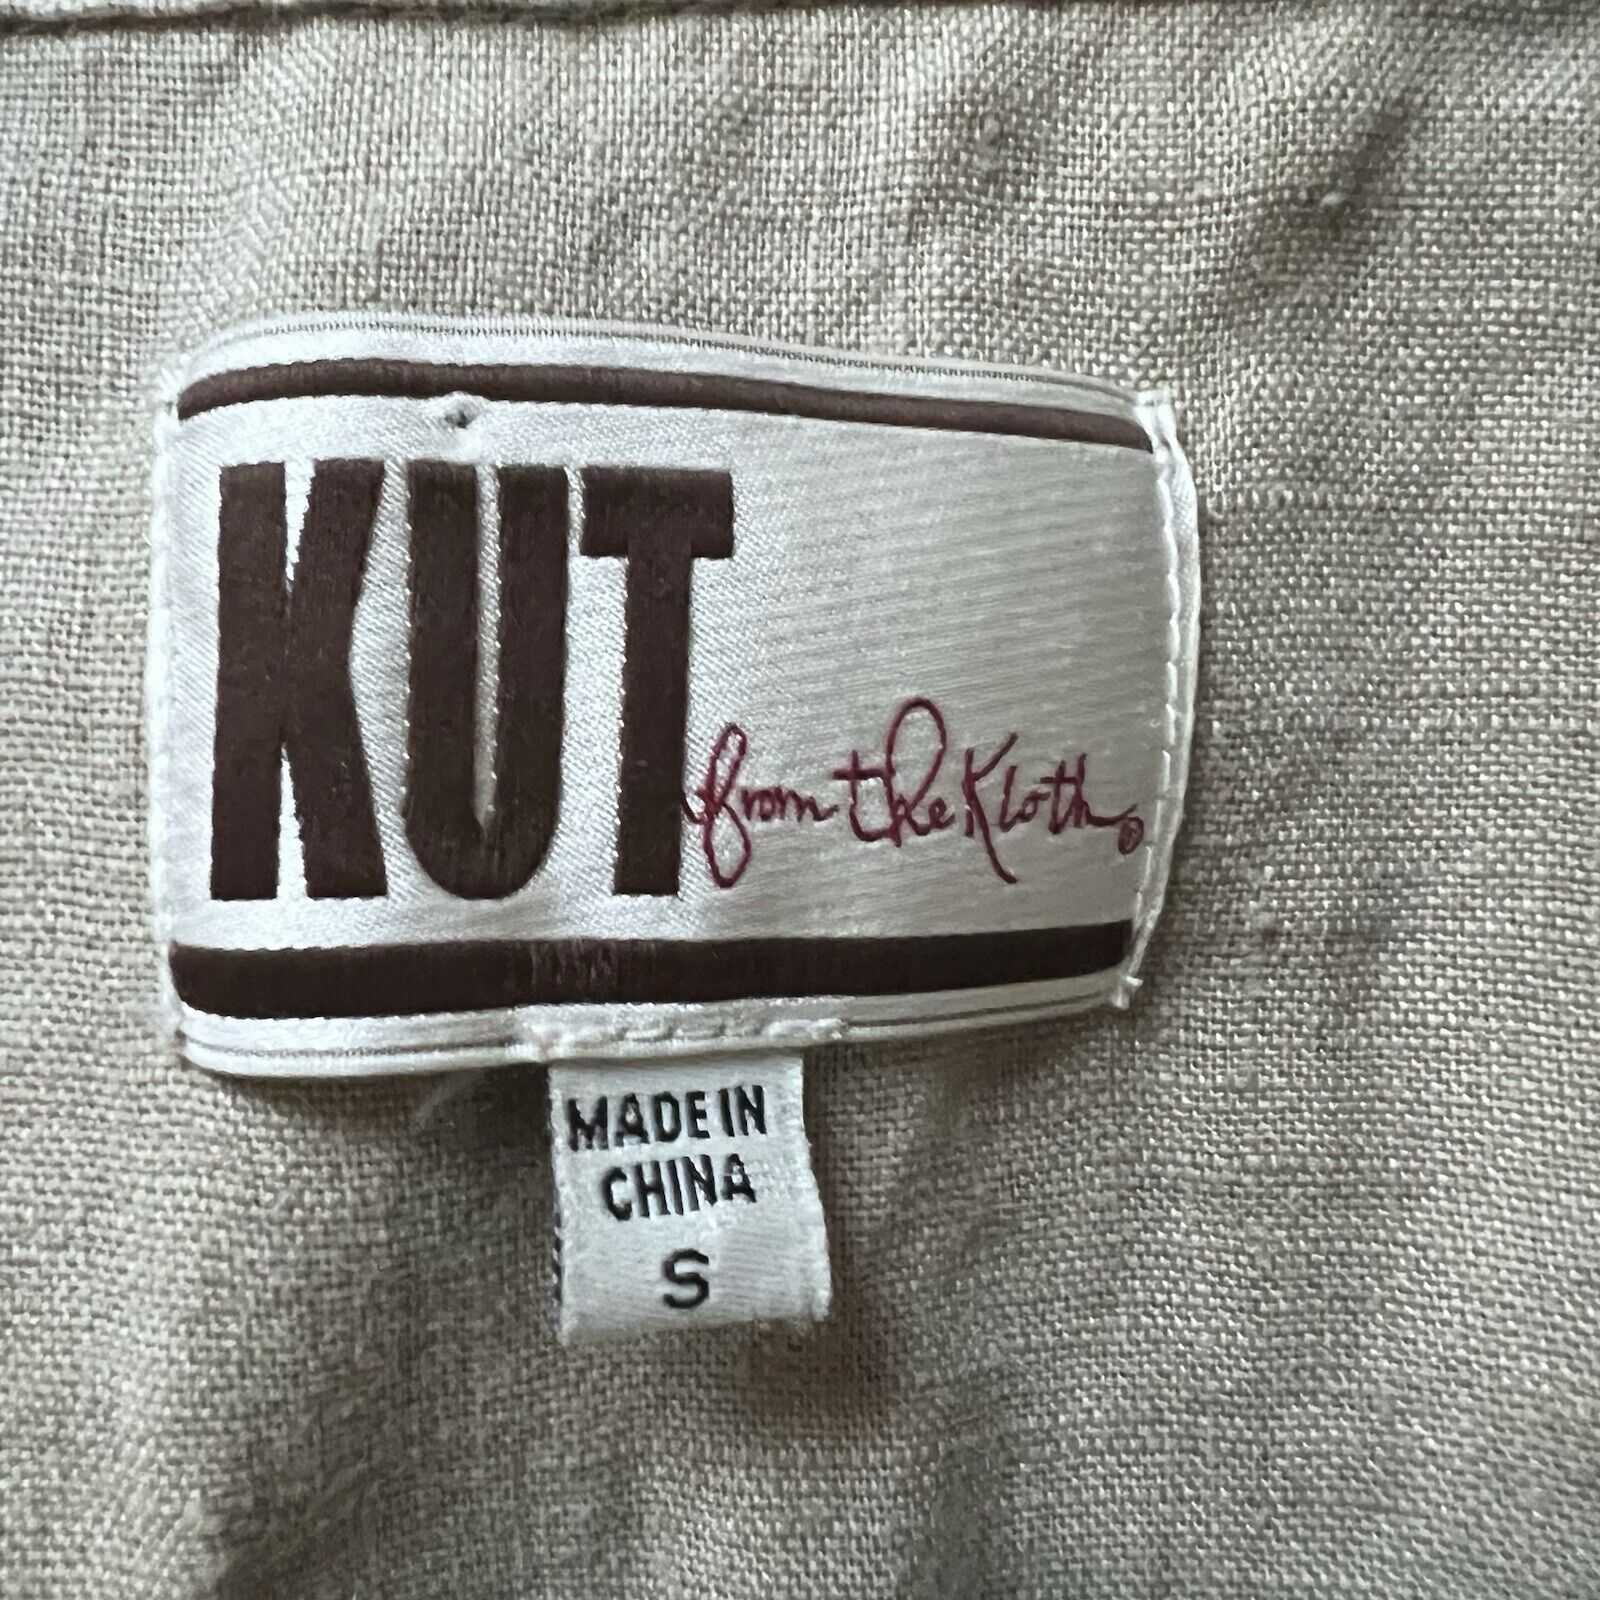 KUT from the Kloth®
MADE IN
CHINA
S